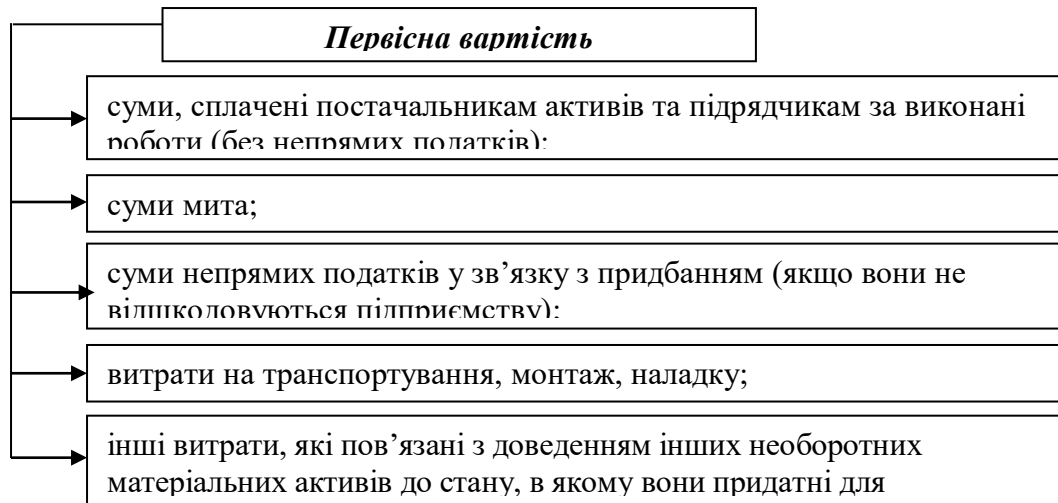 Первісна вартість
суми, сплачені постачальникам активів та підрядчикам за виконані
роботи (без непрямих податків);
суми мита;
суми непрямих податків у зв’язку з придбанням (якщо вони не
відшкодовуються підприємству);
витрати на транспортування, монтаж, наладку;
інші витрати, які пов’язані з доведенням інших необоротних
матеріальних активів до стану, в якому вони придатні для